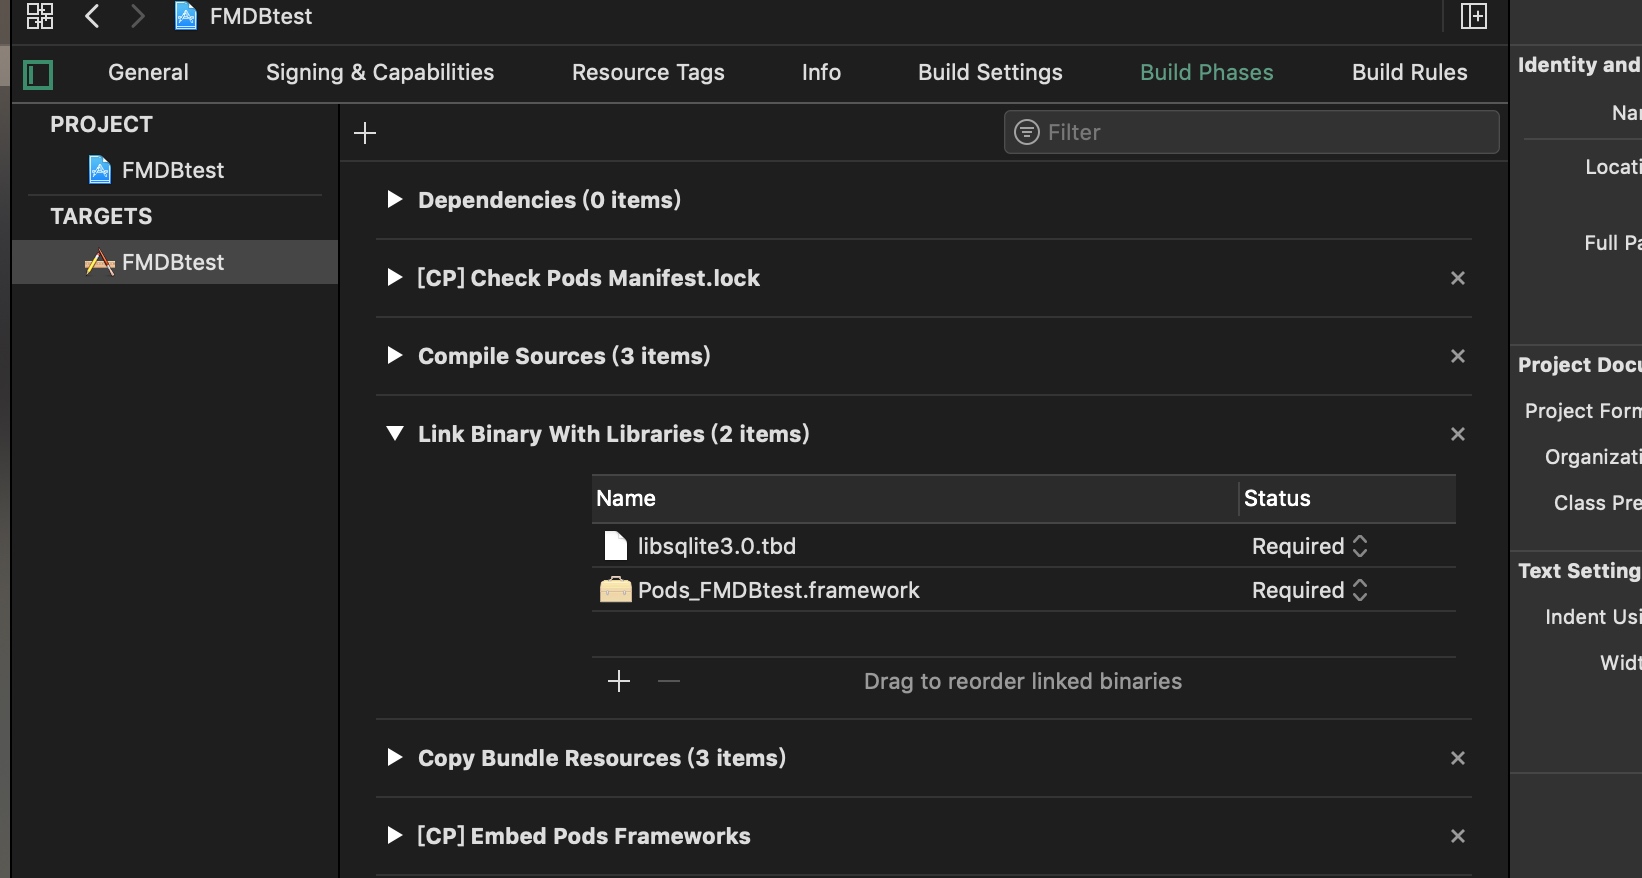 FMDBtest
General Signing & Capabilities Resource Tags Info Build Settings Build Phases Build Rules
PROJECT
FMDBtest
TARGETS
FMDBtest
Filter
Dependencies (0 items)
[CP] Check Pods Manifest.lock
Compile Sources (3 items)
Link Binary With Libraries (2 items)
Name Status
libsqlite3.0.tbd Required
Pods_FMDBtest.framework Required
Drag to reorder linked binaries
Copy Bundle Resources (3 items)
[CP] Embed Pods Frameworks
Identity and
Nar
Locati
Full Pa
Project Docu
Project Form
Organizati
Class Pre
Text Setting
Indent Usi
Widt